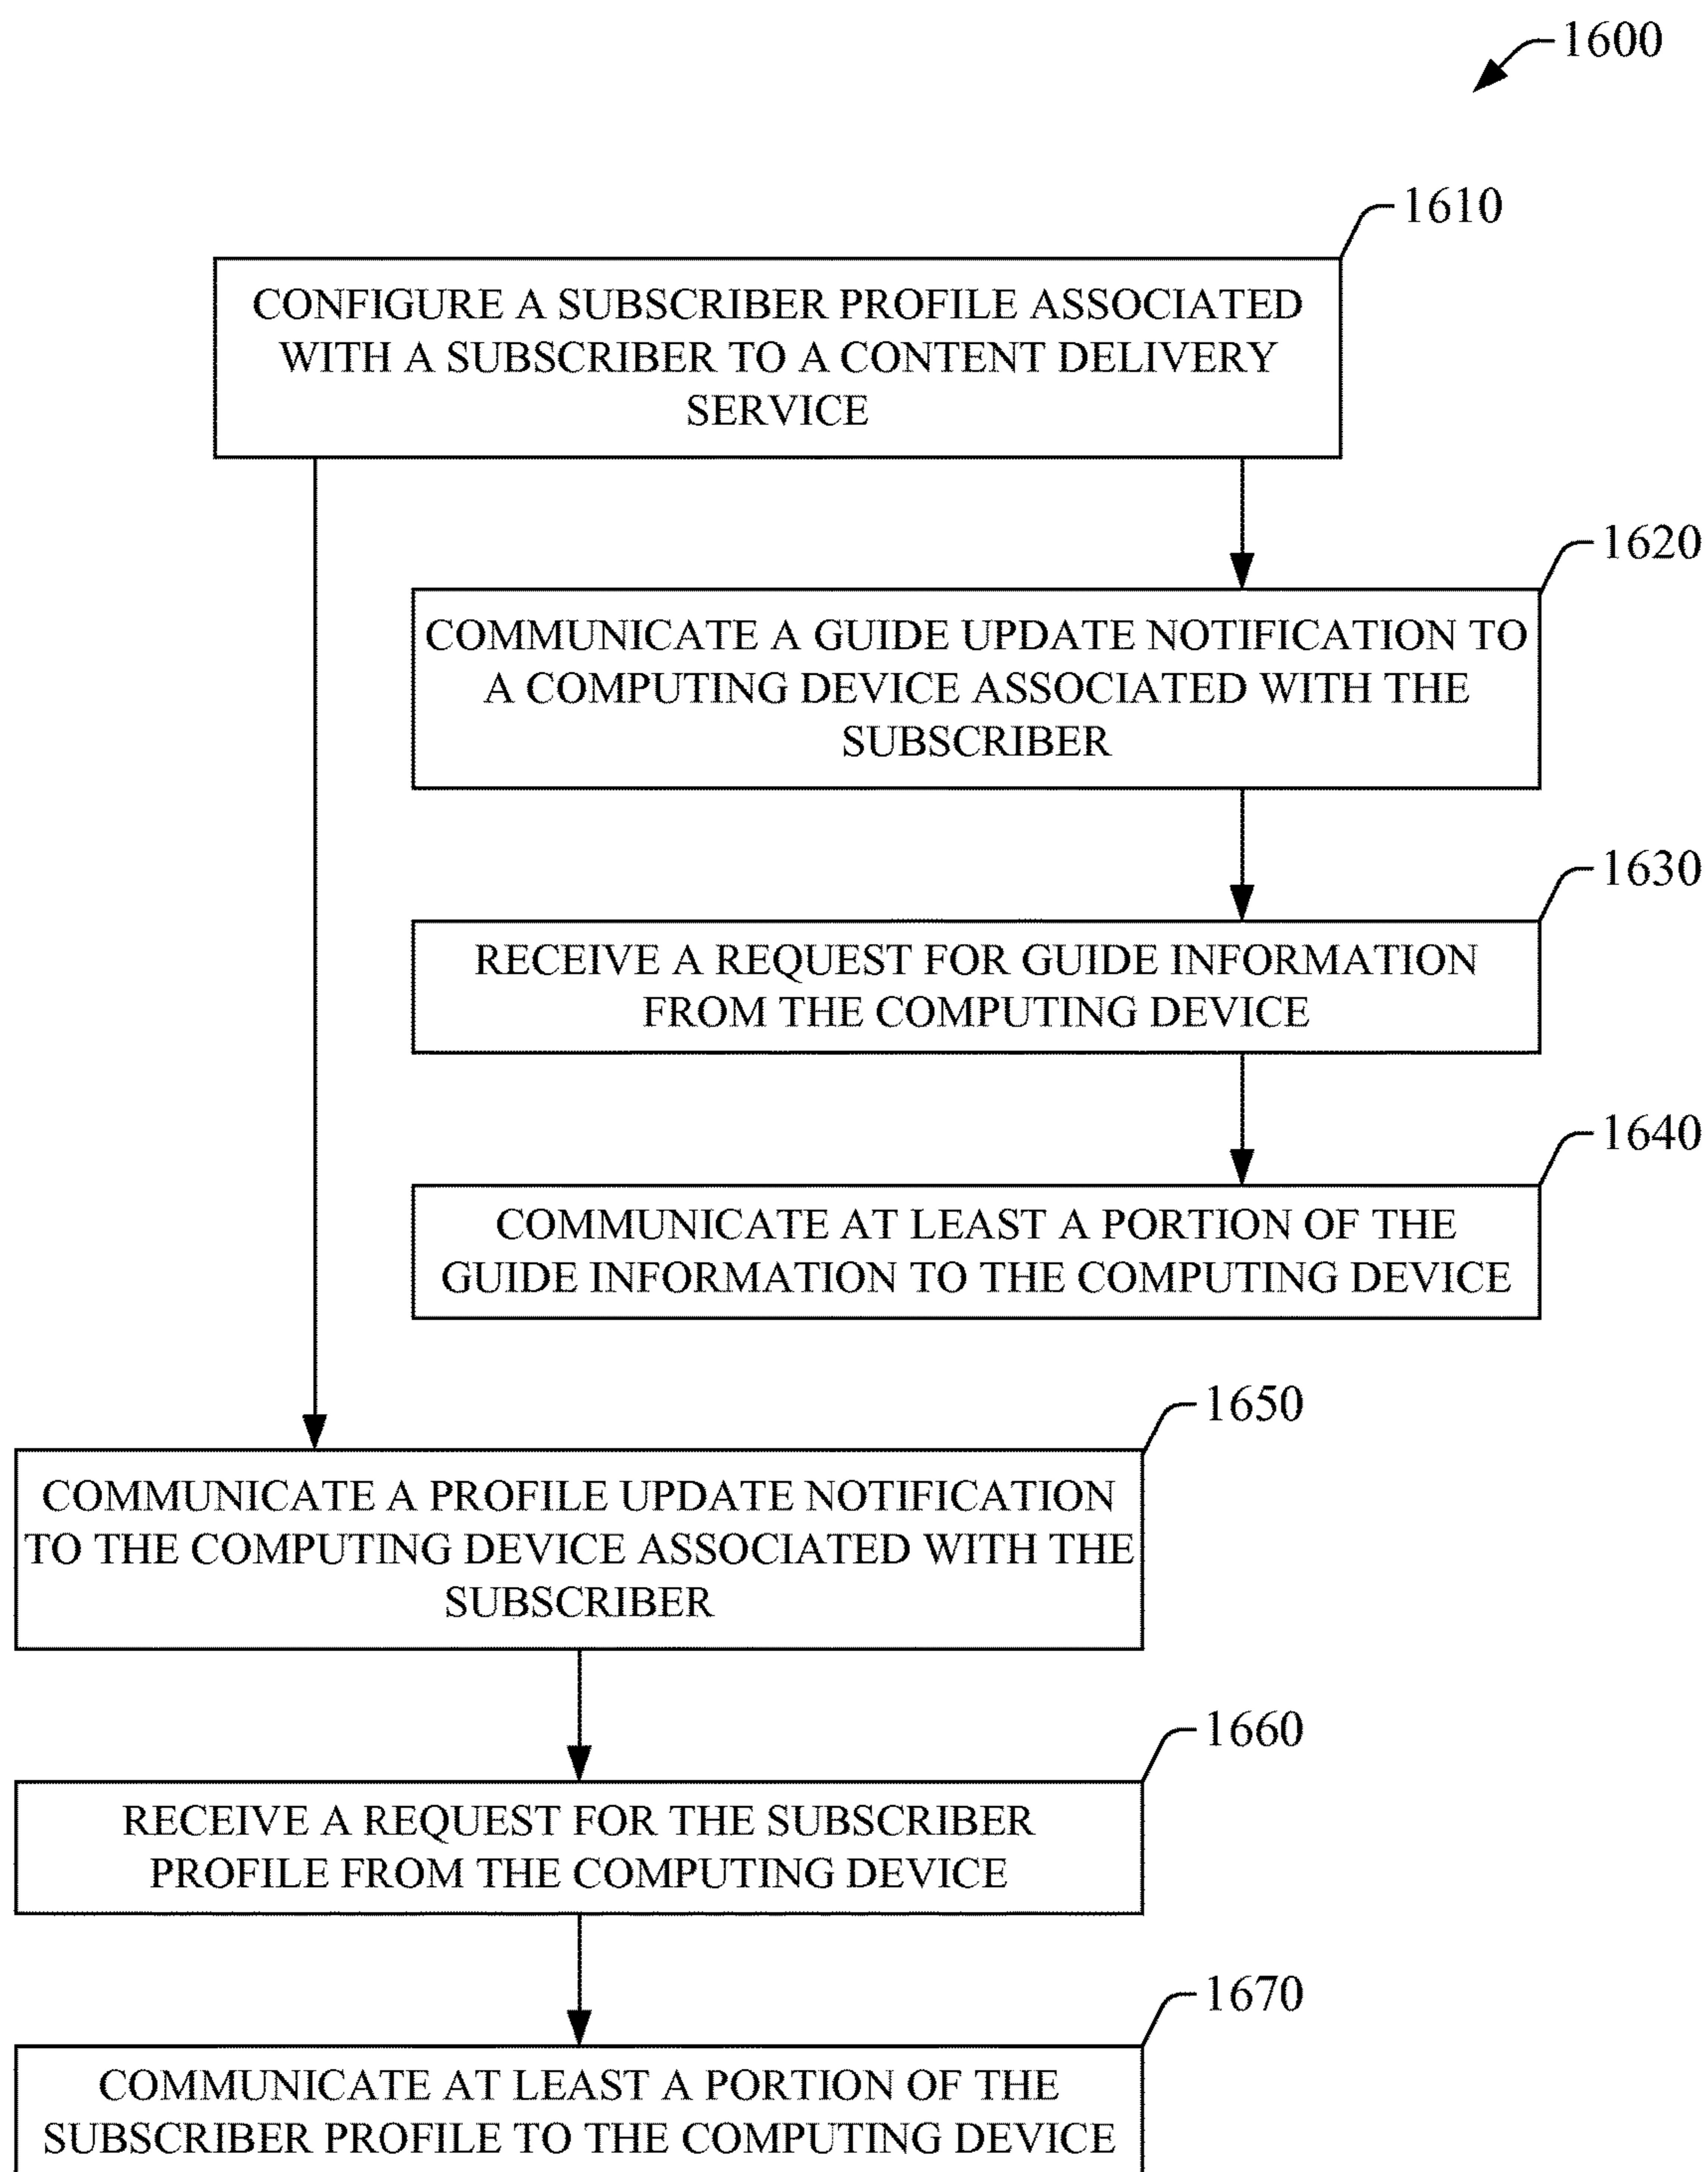 1600
1610
CONFIGURE A SUBSCRIBER PROFILE ASSOCIATED
WITH A SUBSCRIBER TO A CONTENT DELIVERY
SERVICE
1620
COMMUNICATE A GUIDE UPDATE NOTIFICATION TO
A COMPUTING DEVICE ASSOCIATED WITH THE
SUBSCRIBER
1630
RECEIVE A REQUEST FOR GUIDE INFORMATION
FROM THE COMPUTING DEVICE
1640
COMMUNICATE AT LEAST A PORTION OF THE
GUIDE INFORMATION TO THE COMPUTING DEVICE
1650
COMMUNICATE A PROFILE UPDATE NOTIFICATION
TO THE COMPUTING DEVICE ASSOCIATED WITH THE
SUBSCRIBER
1660
RECEIVE A REQUEST FOR THE SUBSCRIBER
PROFILE FROM THE COMPUTING DEVICE
1670
COMMUNICATE AT LEAST A PORTION OF THE
SUBSCRIBER PROFILE TO THE COMPUTING DEVICE